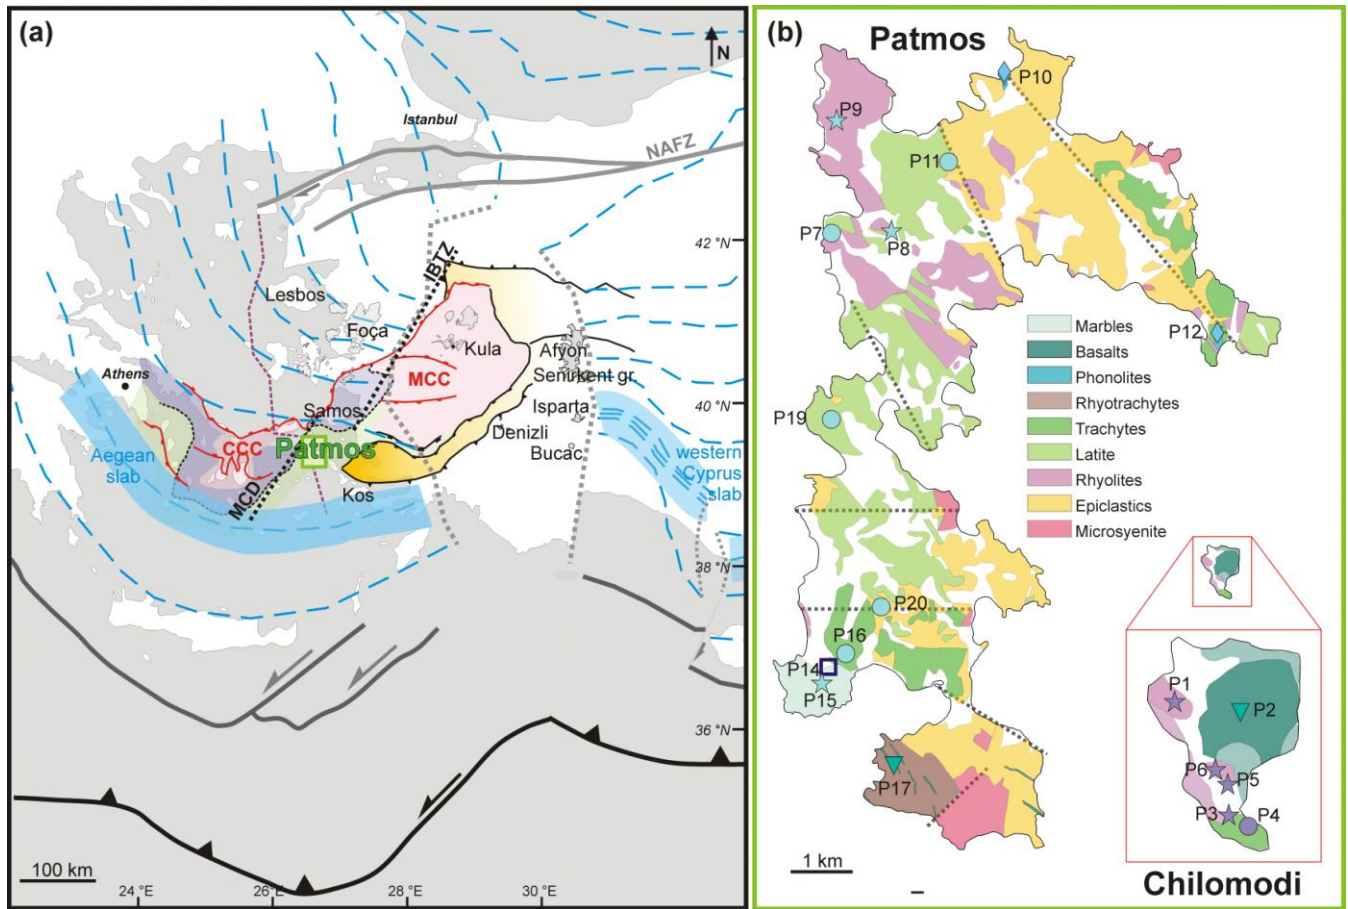 (a)
N
Istanbul
NAFZ
42 °N
IBTZ
Lesbos
Foça
Kula
Afyon
Athens
MCC
Senirkent gr.
Samos
40 °N
Isparta
Denizli
CCC
Patmos
Bucac
Aegean
slab
western
Cyprus
slab
MCD
Kos
38 °N
36 °N
100 km
24 °E
26°E
28 °E
30 °E
(b)
Patmos
P10
P9
P11
P7
P8
P12
Marbles
Basalts
Phonolites
Rhyotrachytes
Trachytes
Latite
Rhyolites
Epiclastics
Microsyenite
P19
P20
P16
P14
P15
P17
P1
P2
P6
P5
P3
P4
1 km
Chilomodi